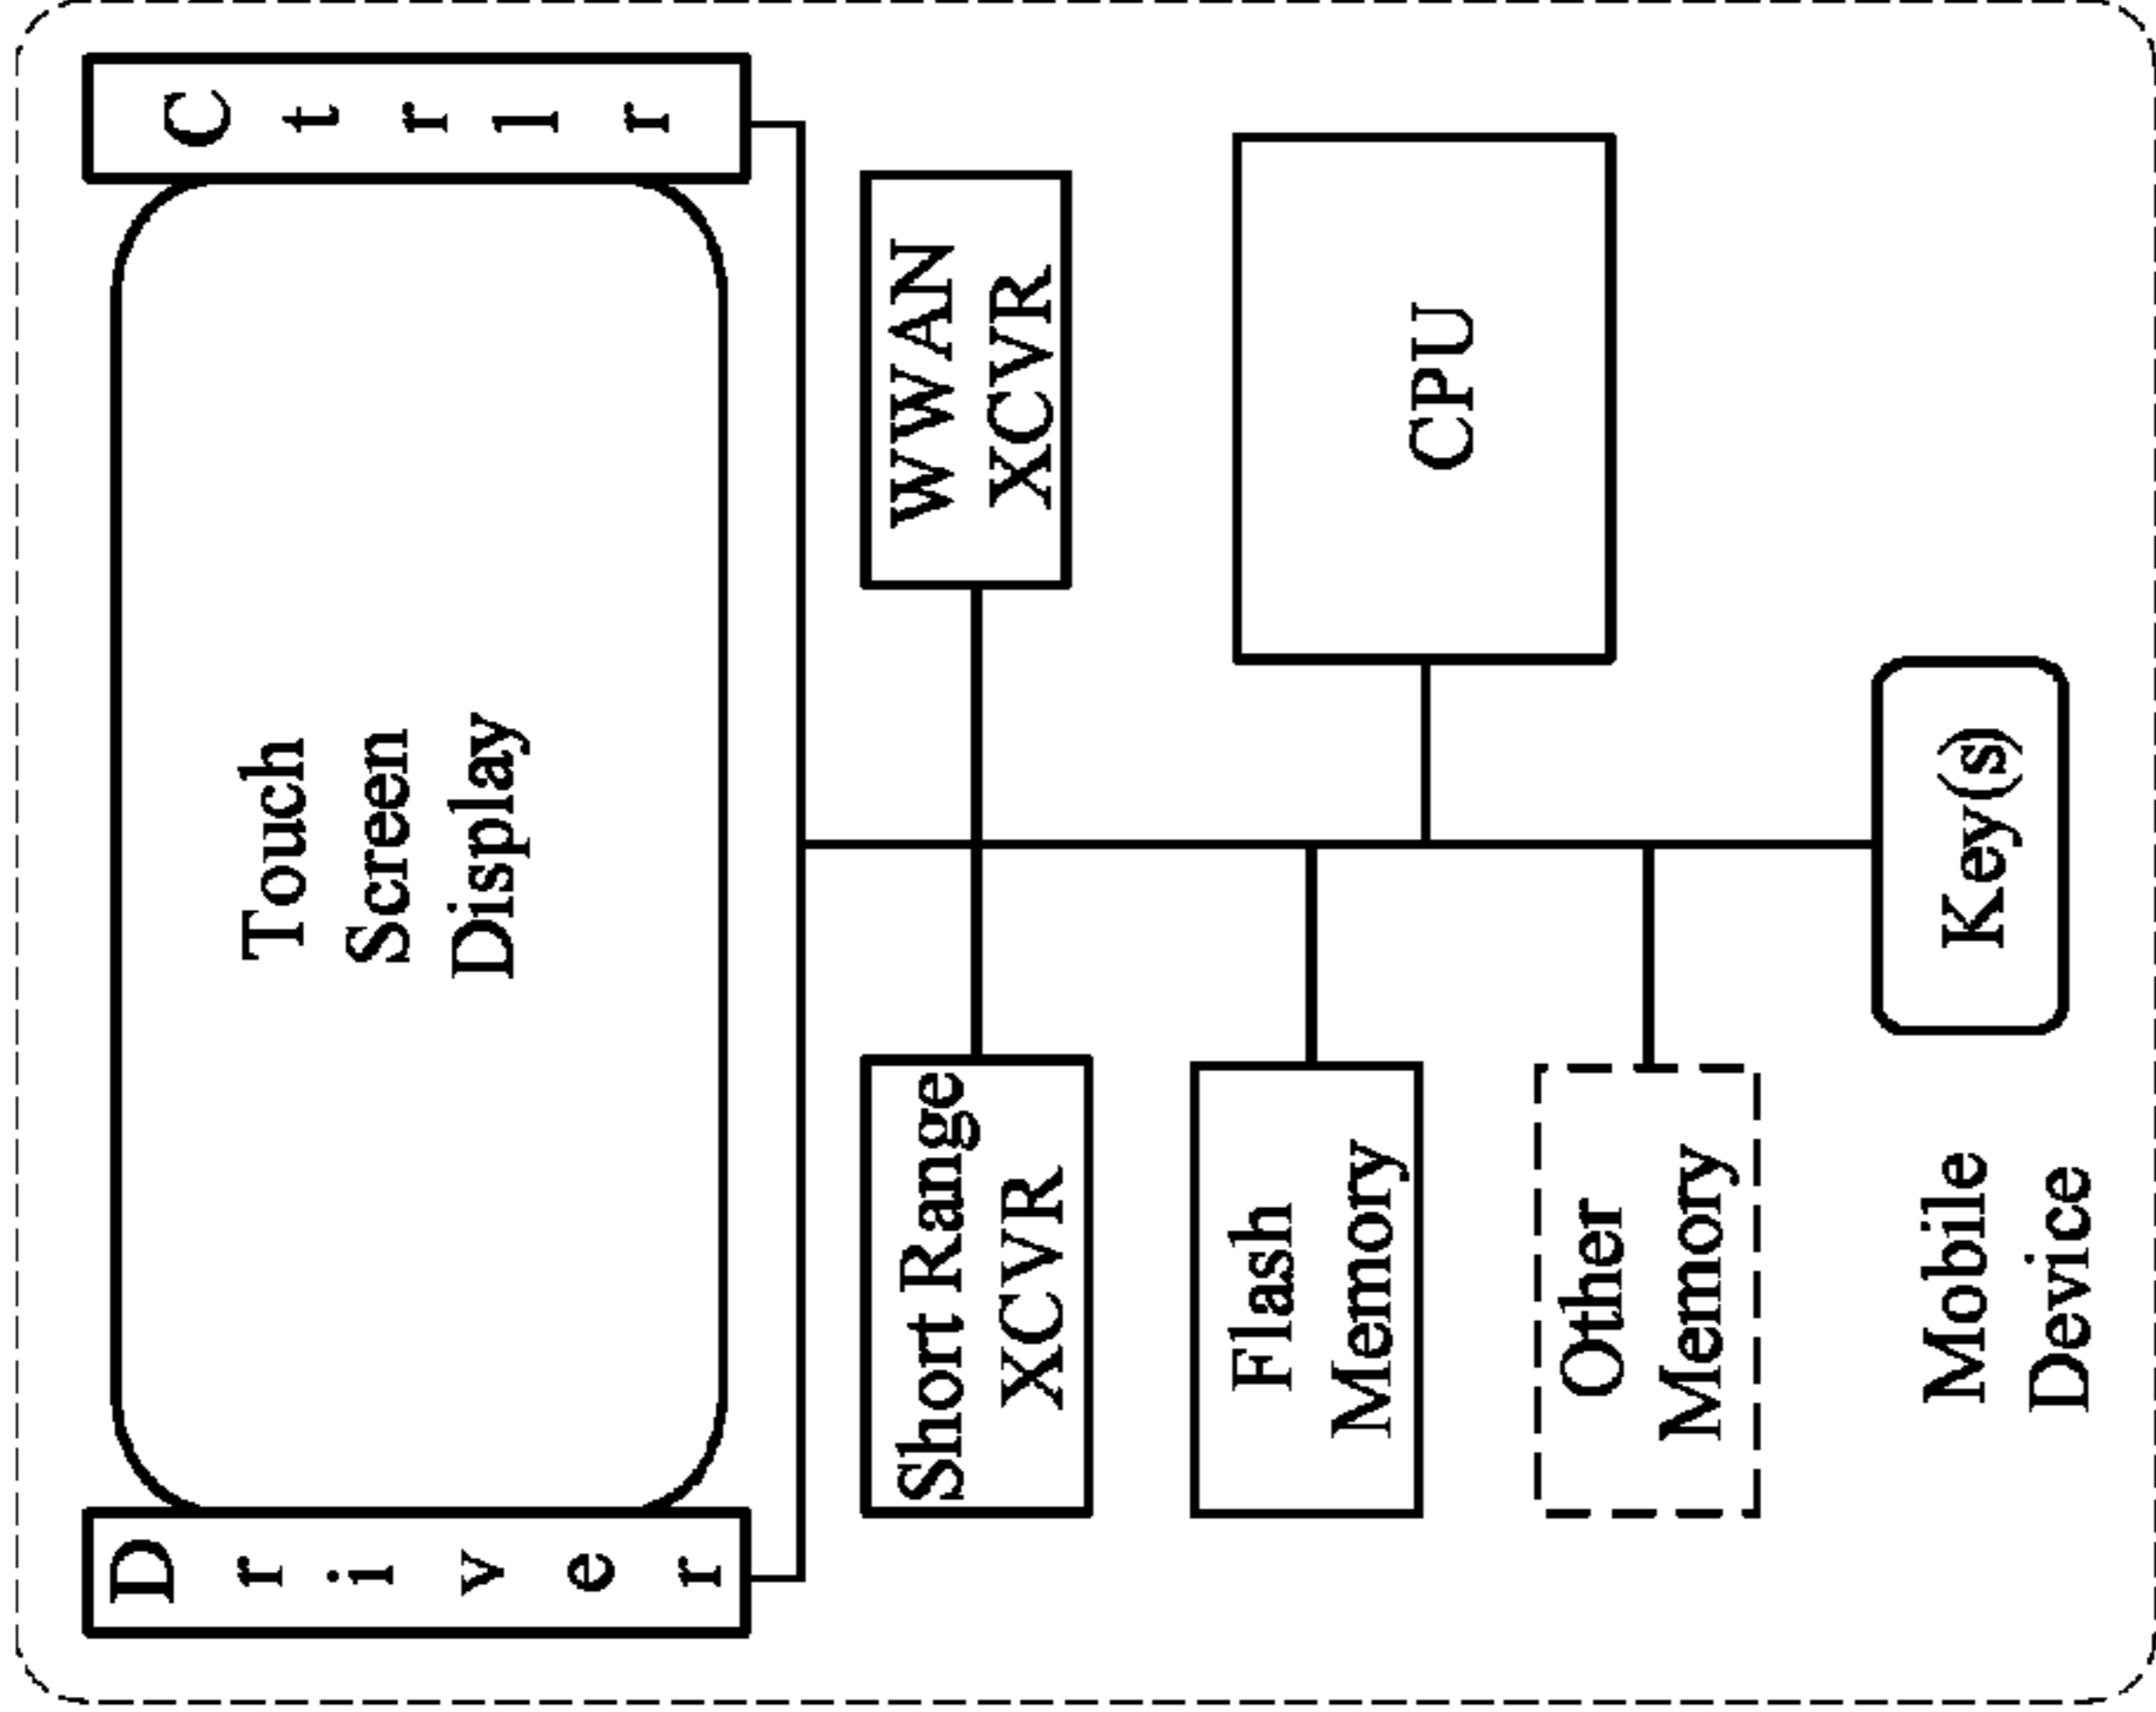 Driver
Touch
Screen
Display
Ctrlr
Short Range
XCVR
WWAN
XCVR
Flash
Memory
CPU
Other
Memory
Mobile
Device
Key(s)